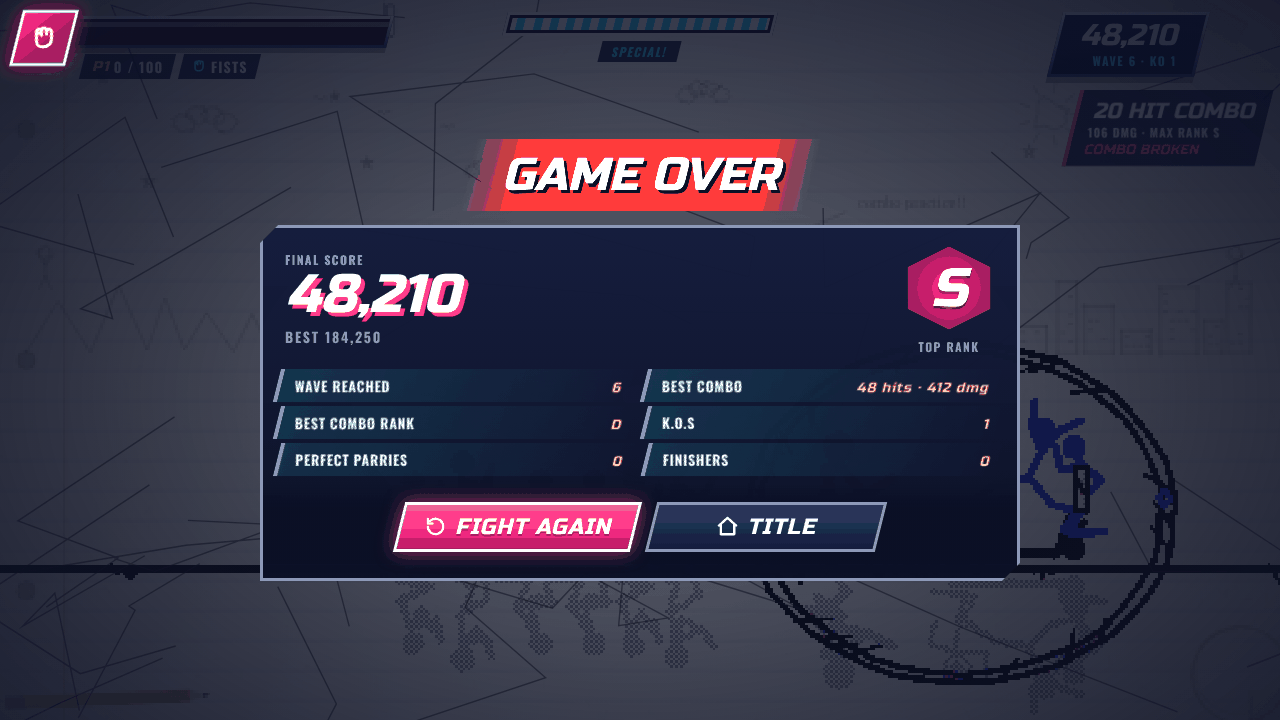 P1 0 / 100
FISTS
SPECIAL!
48,210
WAVE 6 · KO 1
20 HIT COMBO
106 DMG · MAX RANK S
COMBO BROKEN
combo practice!!
GAME OVER
FINAL SCORE
48,210
BEST 184,250
S
TOP RANK
WAVE REACHED 6
BEST COMBO 48 hits · 412 dmg
BEST COMBO RANK D
K.O.S 1
PERFECT PARRIES 0
FINISHERS 0
FIGHT AGAIN
TITLE